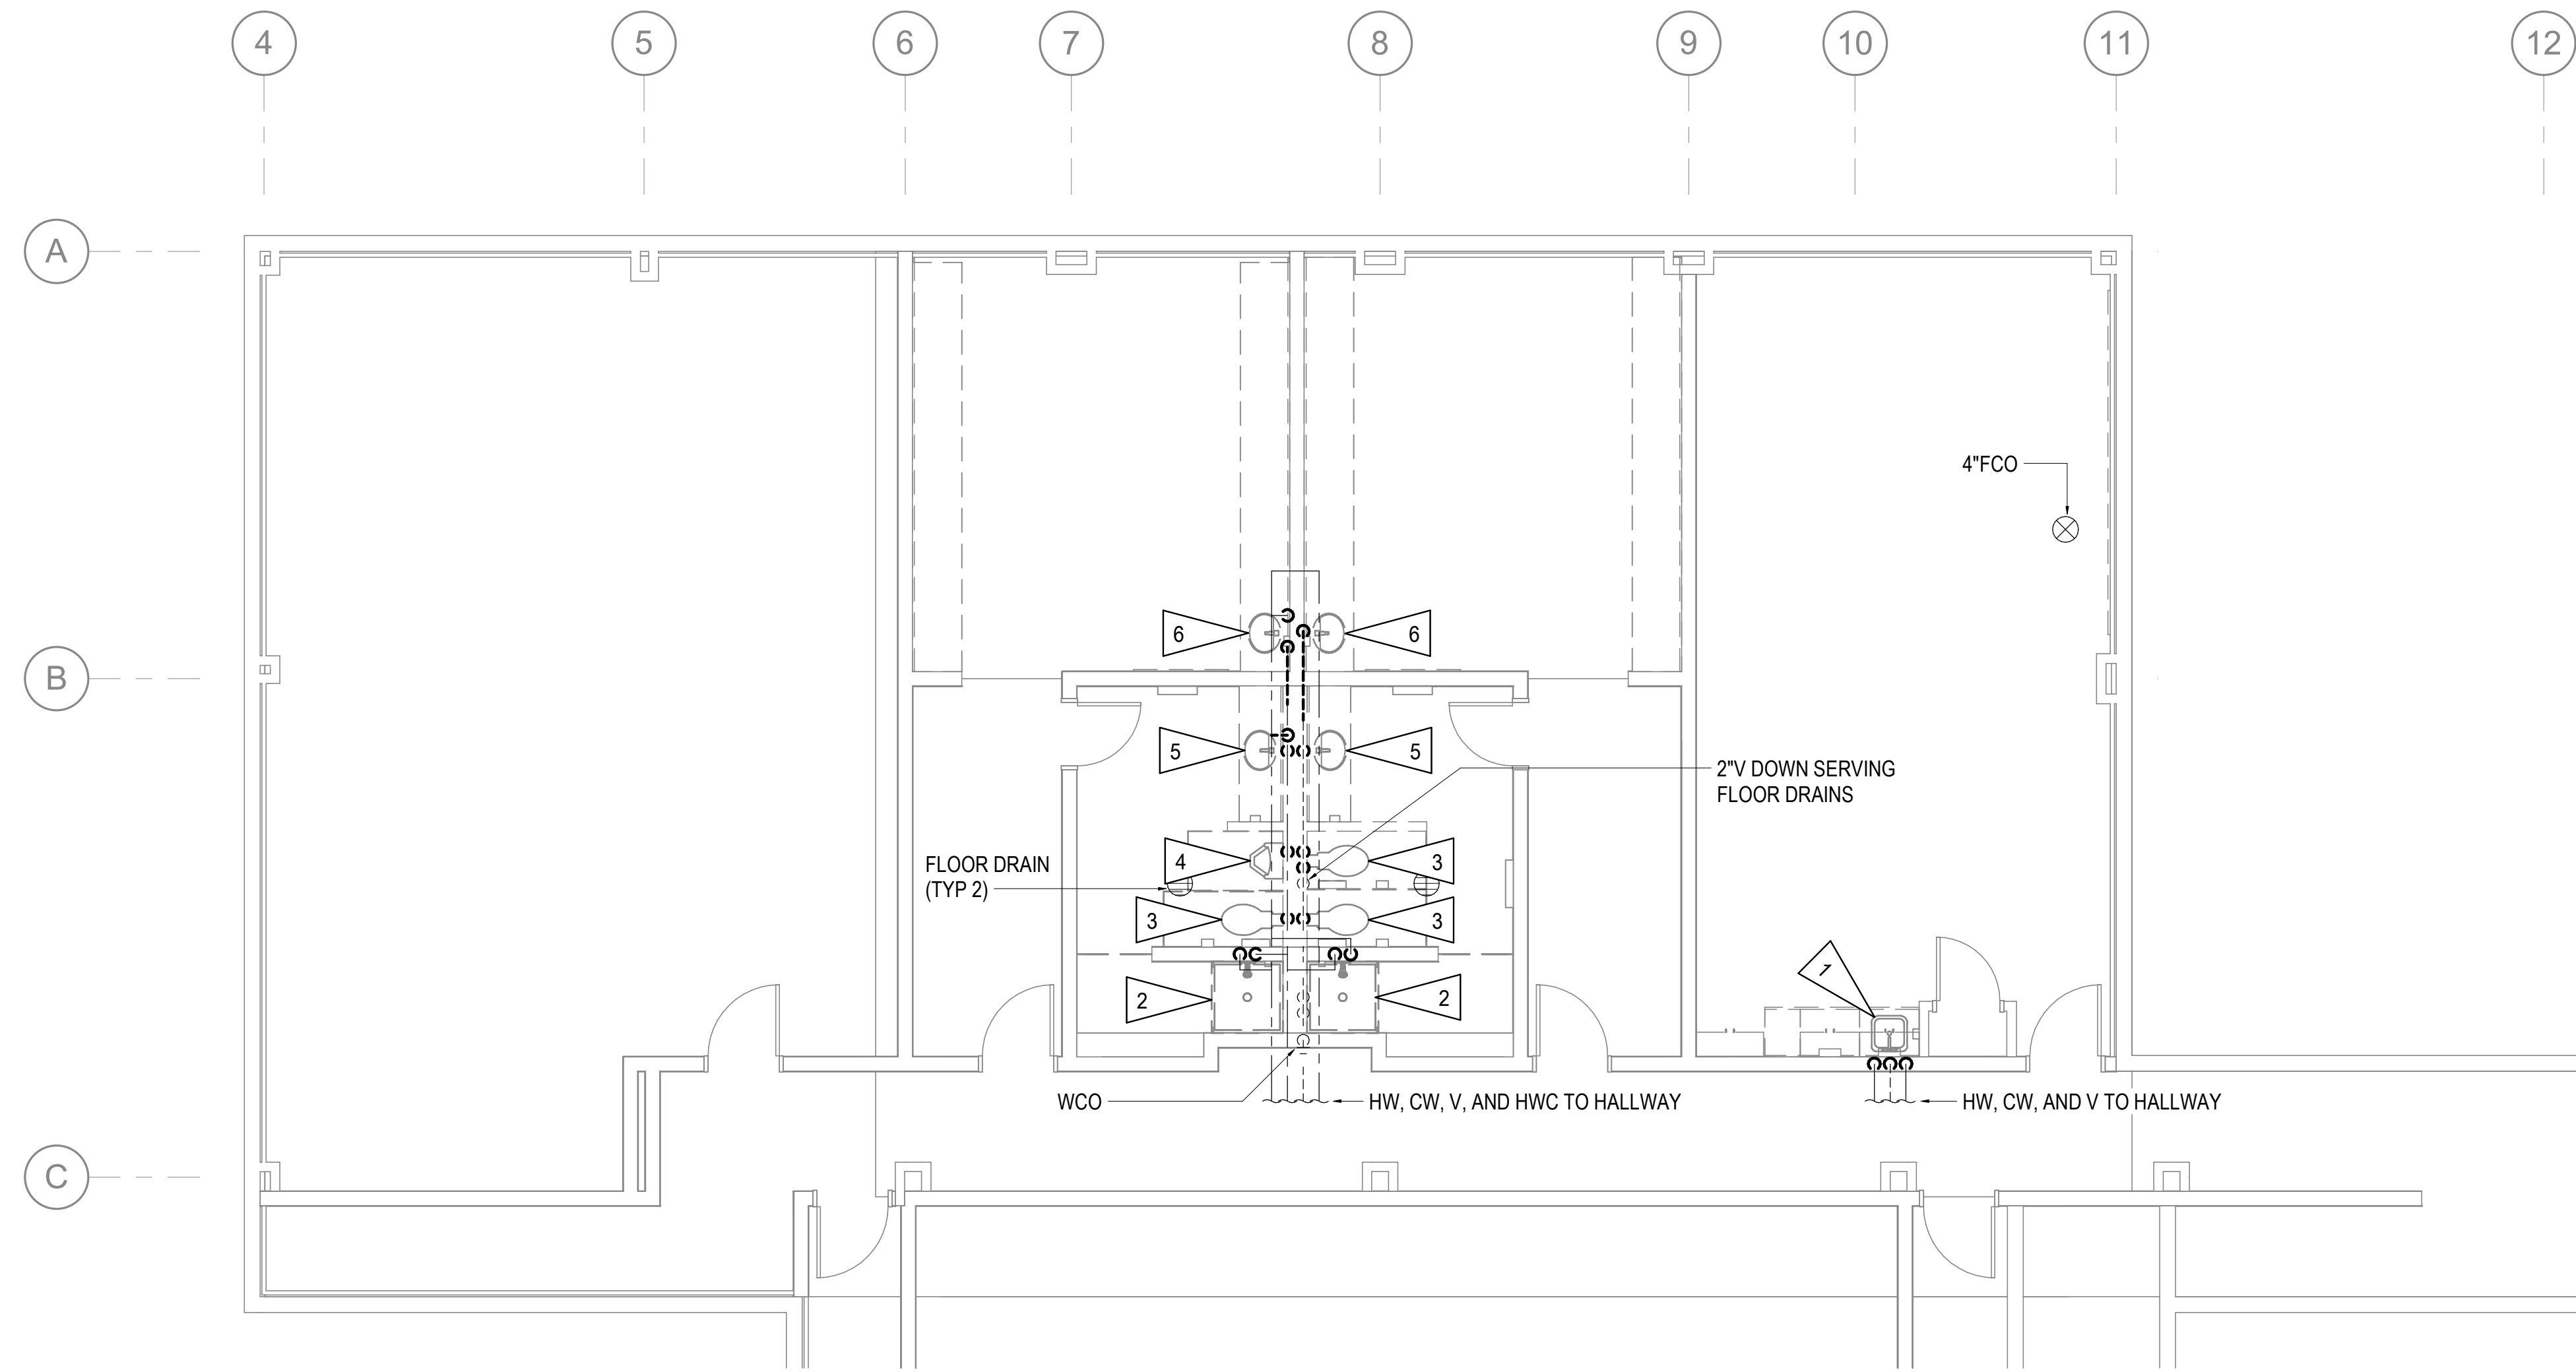 4
5
6
7
8
9
10
11
12
A
4"FCO
6
6
B
5
5
2"V DOWN SERVING
FLOOR DRAINS
FLOOR DRAIN
(TYP 2)
4
3
3
3
2
2
1
WCO
HW, CW, V, AND HWC TO HALLWAY
HW, CW, AND V TO HALLWAY
C